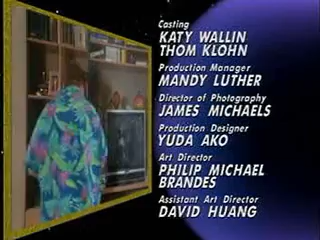 Casting
KATY WALLIN
THOM KLOHN
Production Manager
MANDY LUTHER
Director of Photography
JAMES MICHAELS
Production Designer
YUDA AKO
Art Director
PHILIP MICHAEL
BRANDES
Assistant Art Director
DAVID HUANG